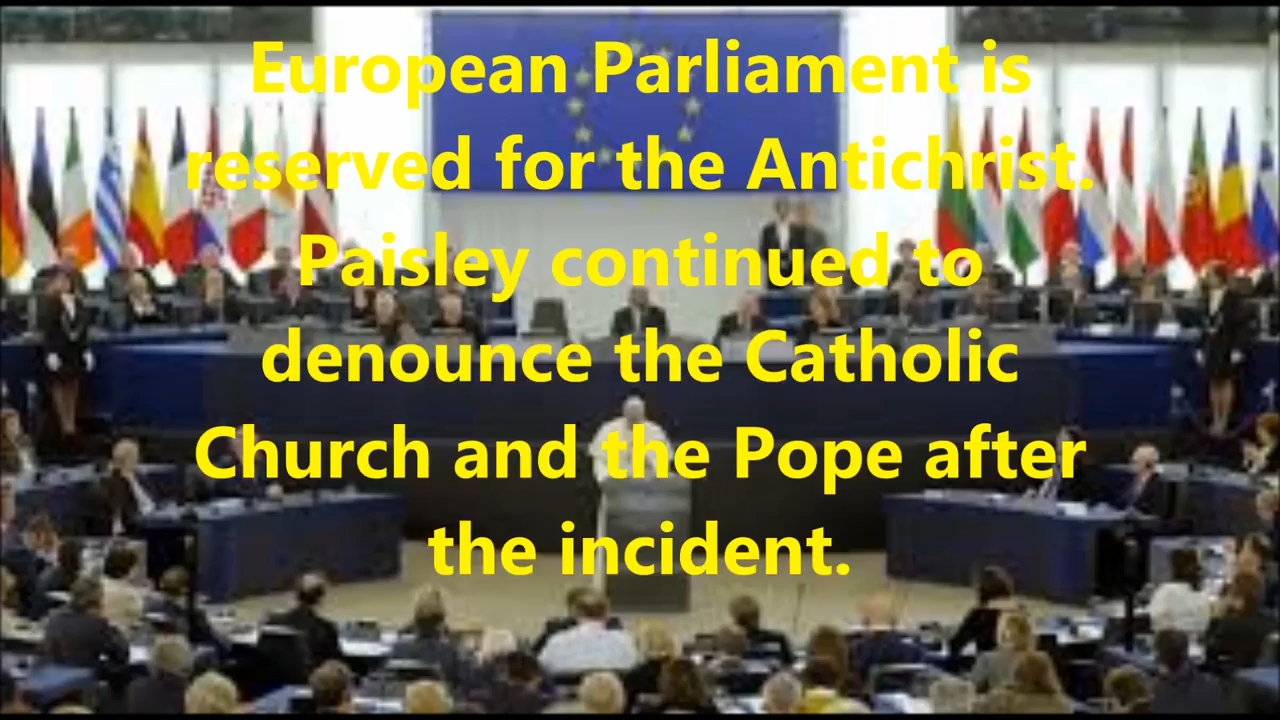 European Parliament is
reserved for the Antichrist.
Paisley continued to
denounce the Catholic
Church and the Pope after
the incident.